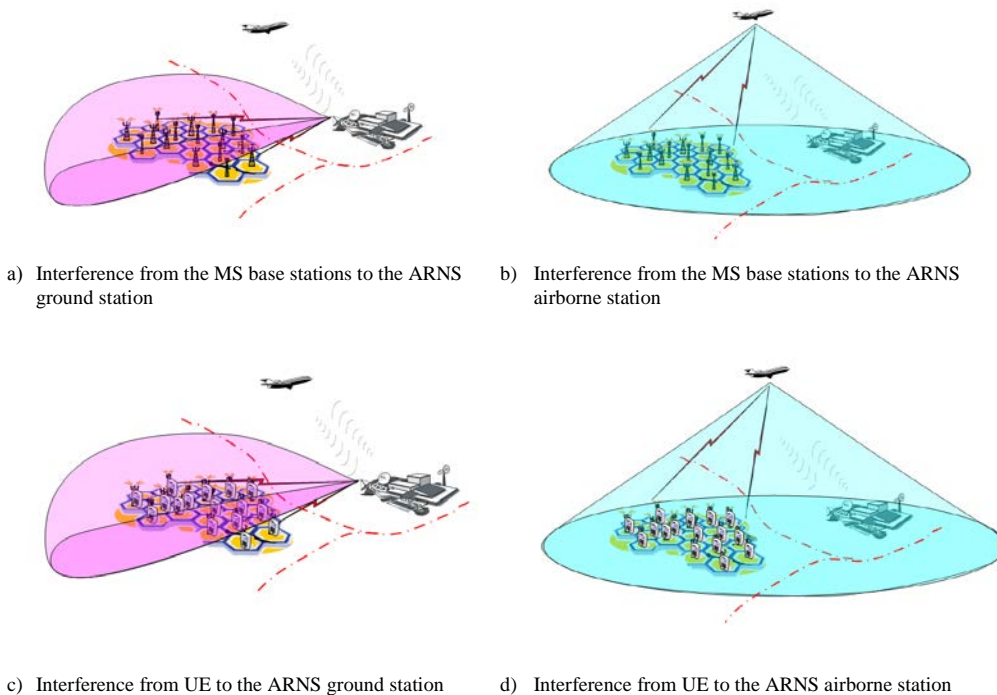 a) Interference from the MS base stations to the ARNS
ground station
b) Interference from the MS base stations to the ARNS
airborne station
c) Interference from UE to the ARNS ground station
d) Interference from UE to the ARNS airborne station